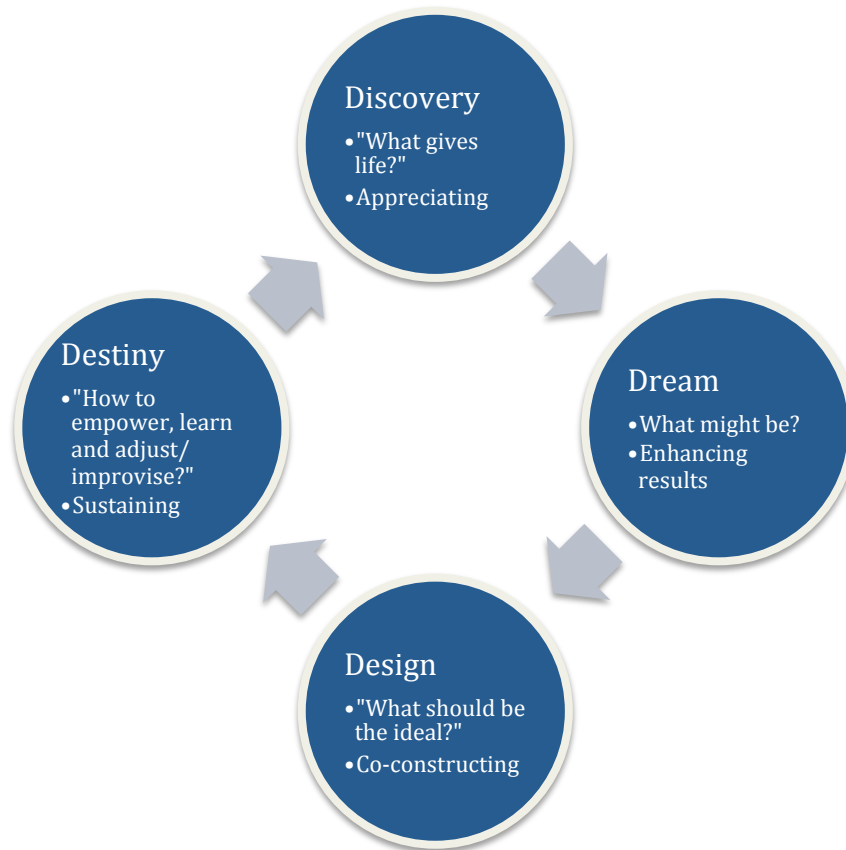 Discovery
•"What gives
life?"
•Appreciating
Dream
•What might be?
•Enhancing
results
Design
•"What should be
the ideal?"
•Co-constructing
Destiny
•"How to
empower, learn
and adjust/
improvise?"
•Sustaining